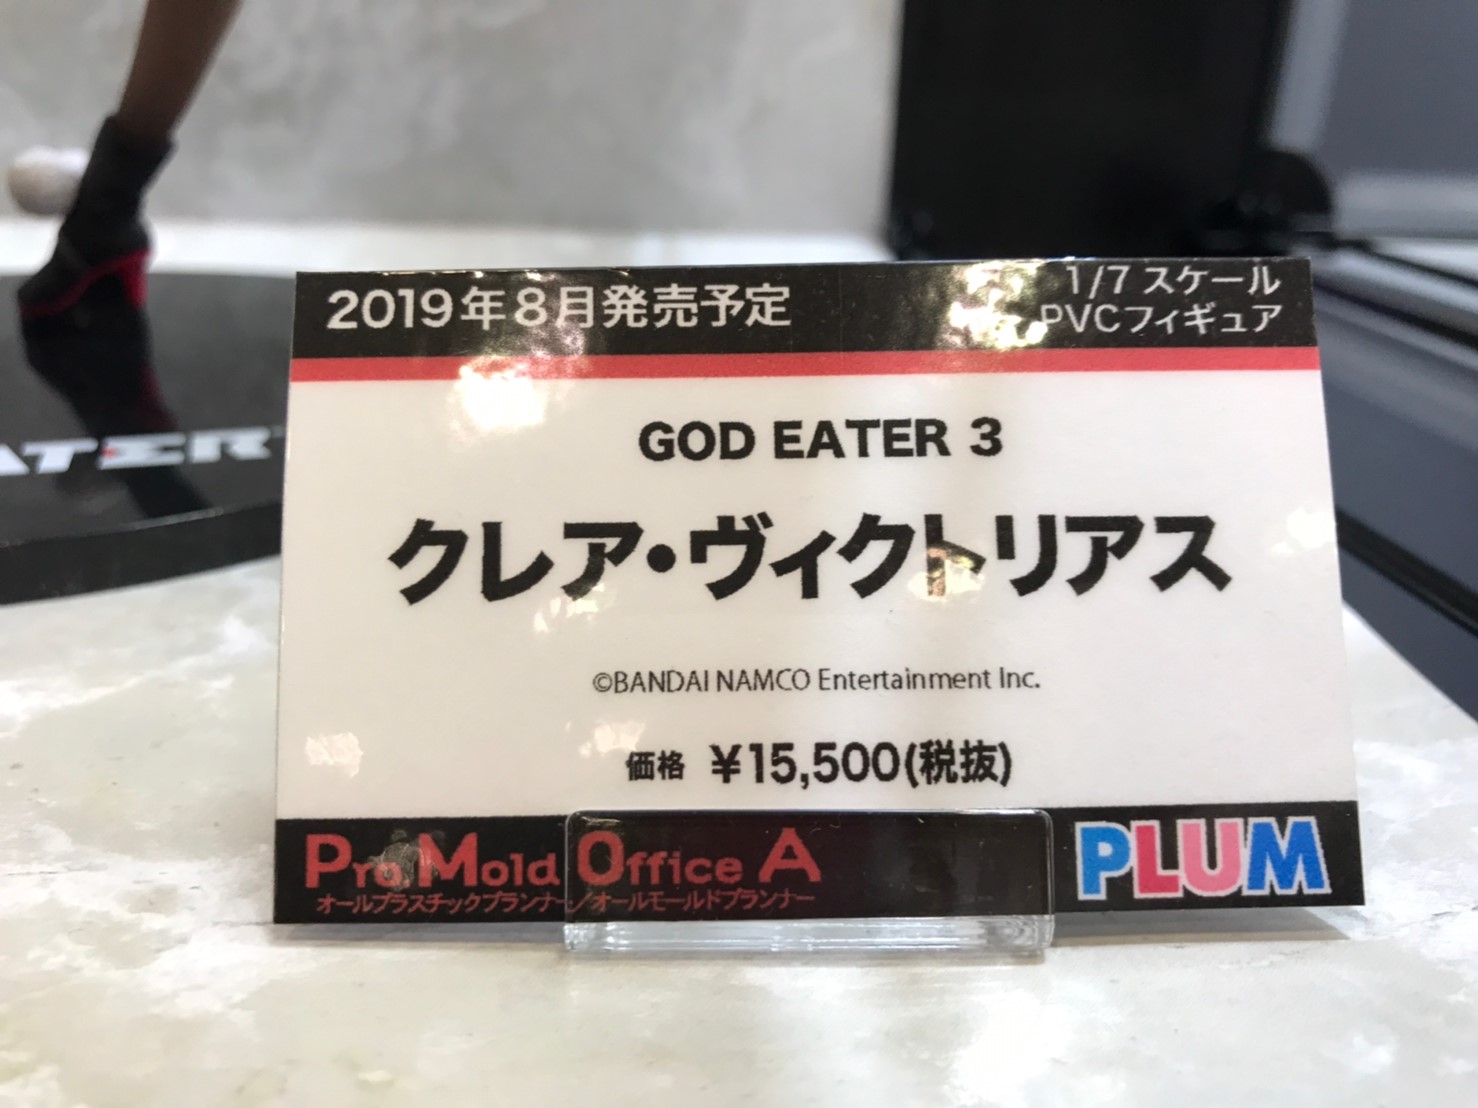 2019年8月発売予定
1/7 スケール
PVCフィギュア
GOD EATER 3
クレア・ヴィクトリアス
©BANDAI NAMCO Entertainment Inc.
価格 ¥15,500(税抜)
Pro Mold Office A
オールプラスチックプランナー／オールモールドプランナー
PLUM
ATER